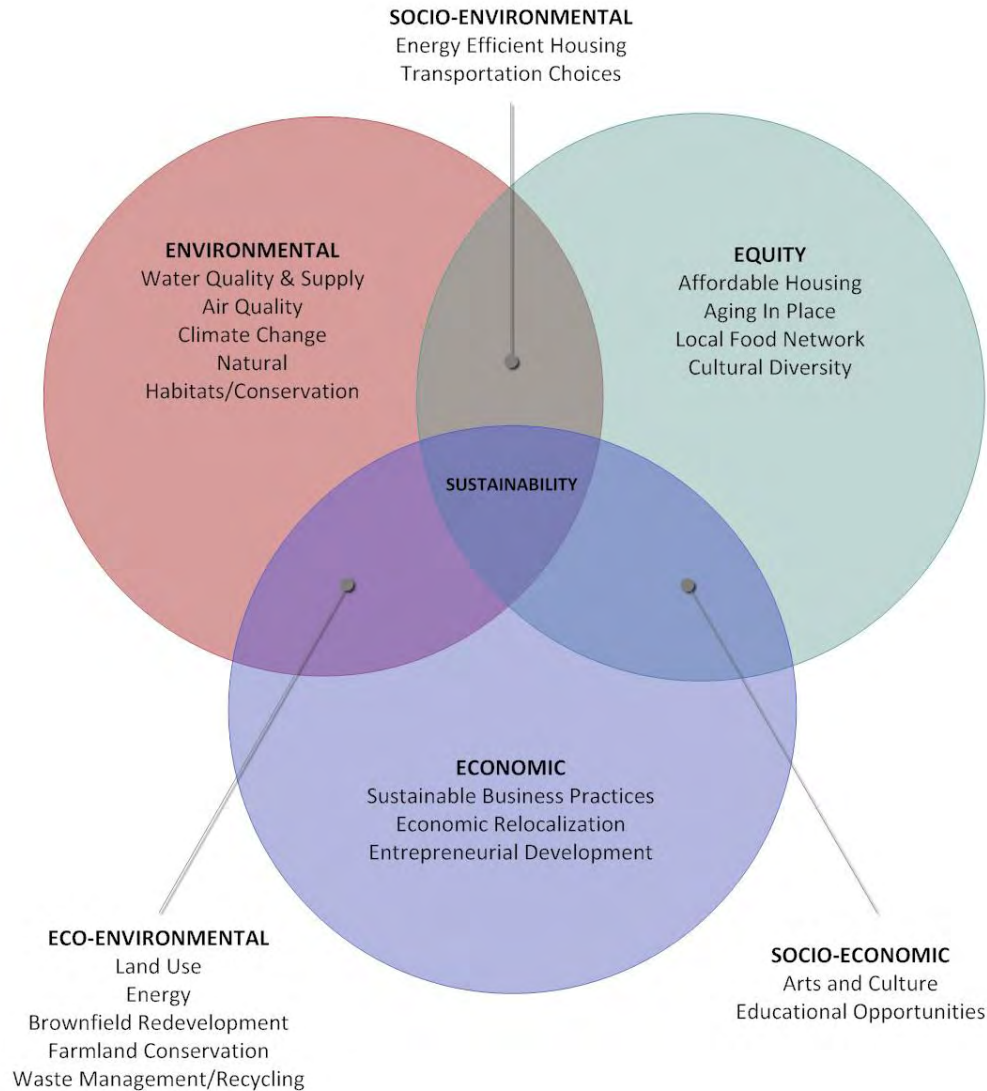 SOCIO-ENVIRONMENTAL
Energy Efficient Housing
Transportation Choices
ENVIRONMENTAL
Water Quality & Supply
Air Quality
Climate Change
Natural
Habitats/Conservation
EQUITY
Affordable Housing
Aging In Place
Local Food Network
Cultural Diversity
SUSTAINABILITY
ECONOMIC
Sustainable Business Practices
Economic Relocalization
Entrepreneurial Development
ECO-ENVIRONMENTAL
Land Use
Energy
Brownfield Redevelopment
Farmland Conservation
Waste Management/Recycling
SOCIO-ECONOMIC
Arts and Culture
Educational Opportunities